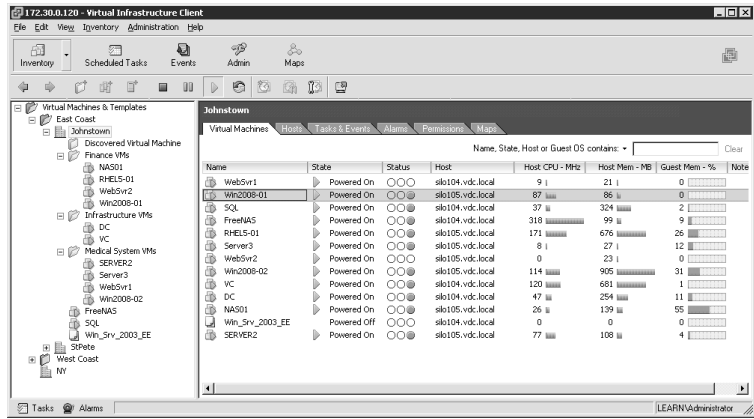 172.30.0.120 - Virtual Infrastructure Client
File Edit View Inventory Administration Help
Inventory Scheduled Tasks Events Admin Maps
Virtual Machines & Templates
East Coast
Johnstown
Discovered Virtual Machine
Finance VMs
NAS01
RHEL5-01
WebSvr2
Win2008-01
Infrastructure VMs
DC
VC
Medical System VMs
SERVER2
Server3
WebSvr1
Win2008-02
FreeNAS
SQL
Win_Srv_2003_EE
StPete
West Coast
NY
Johnstown
Virtual Machines Hosts Tasks & Events Alarms Permissions Maps
Name, State, Host or Guest OS contains: Clear
Name State Status Host Host CPU - MHz Host Mem - MB Guest Mem - % Note
WebSvr1 Powered On silo104.vdc.local 9 21 0
Win2008-01 Powered On silo104.vdc.local 87 86 0
SQL Powered On silo104.vdc.local 37 324 2
FreeNAS Powered On silo105.vdc.local 318 99 9
RHEL5-01 Powered On silo105.vdc.local 171 676 26
Server3 Powered On silo105.vdc.local 8 27 12
WebSvr2 Powered On silo105.vdc.local 0 23 0
Win2008-02 Powered On silo105.vdc.local 114 905 31
VC Powered On silo105.vdc.local 120 681 1
DC Powered On silo105.vdc.local 47 254 11
NAS01 Powered On silo105.vdc.local 26 139 55
Win_Srv_2003_EE Powered Off silo104.vdc.local 0 0 0
SERVER2 Powered On silo105.vdc.local 77 108 4
Tasks Alarms LEARN\Administrator